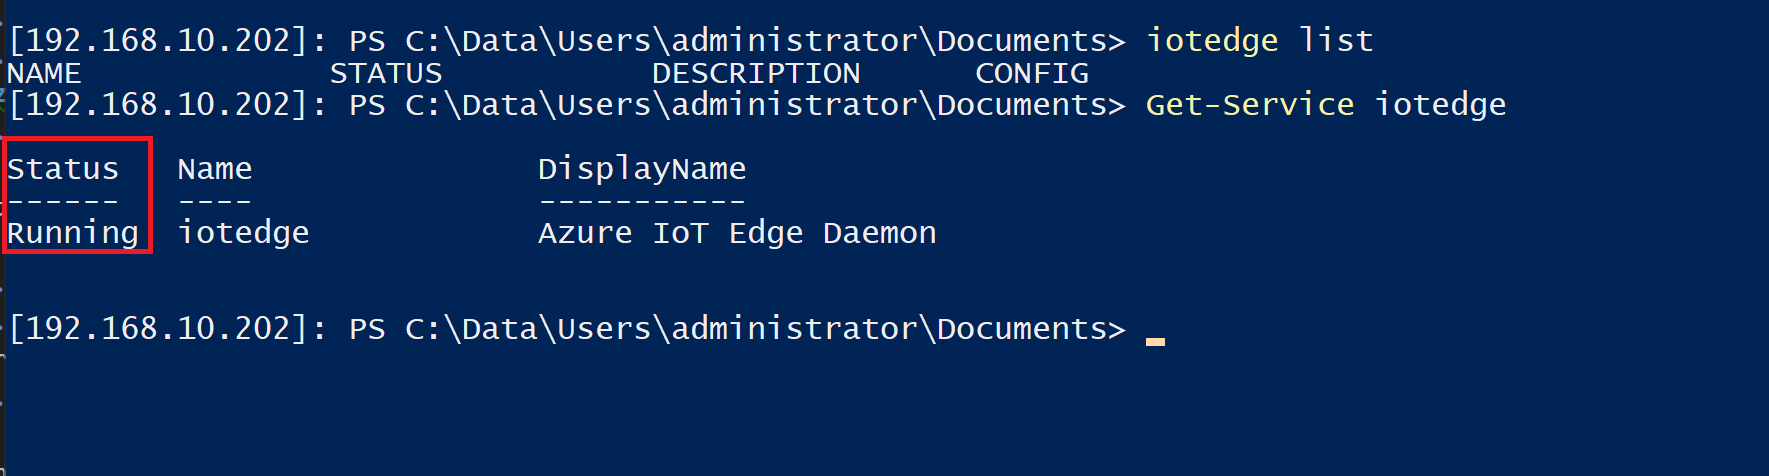 [192.168.10.202]: PS C:\Data\Users\administrator\Documents> iotedge list
NAME STATUS DESCRIPTION CONFIG
[192.168.10.202]: PS C:\Data\Users\administrator\Documents> Get-Service iotedge
Status Name DisplayName
------ ---- -----------
Running iotedge Azure IoT Edge Daemon
[192.168.10.202]: PS C:\Data\Users\administrator\Documents>